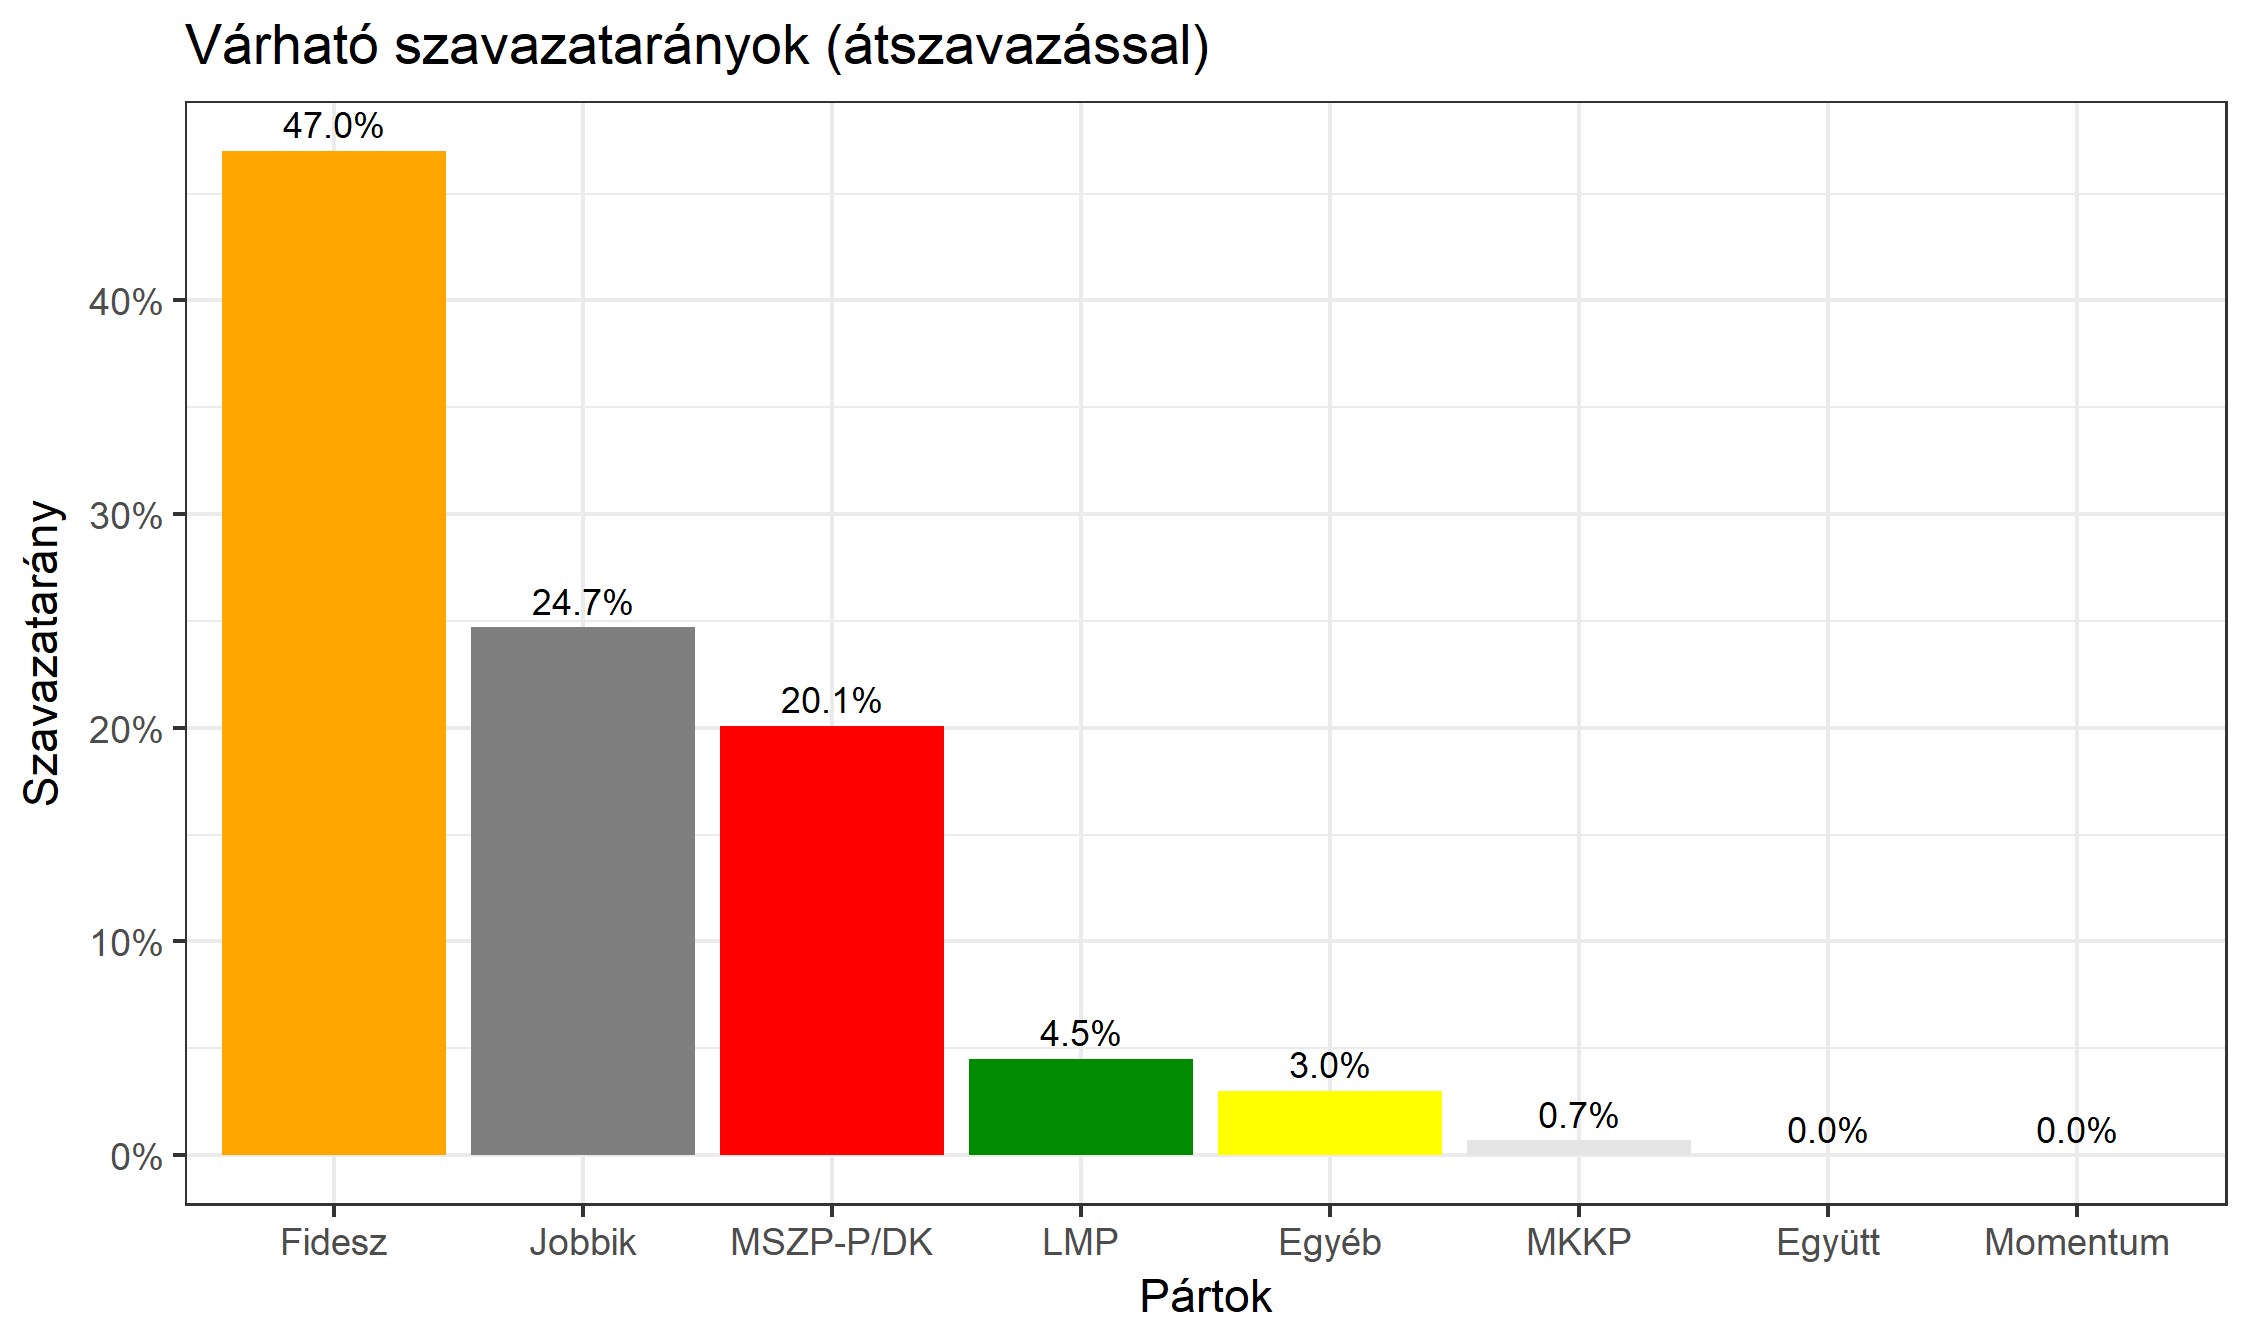 Várható szavazatarányok (átszavazással)
47.0%
24.7%
20.1%
4.5%
3.0%
0.7%
0.0%
0.0%
40%
30%
20%
10%
0%
Szavazatarány
Fidesz
Jobbik
MSZP-P/DK
LMP
Egyéb
MKKP
Együtt
Momentum
Pártok